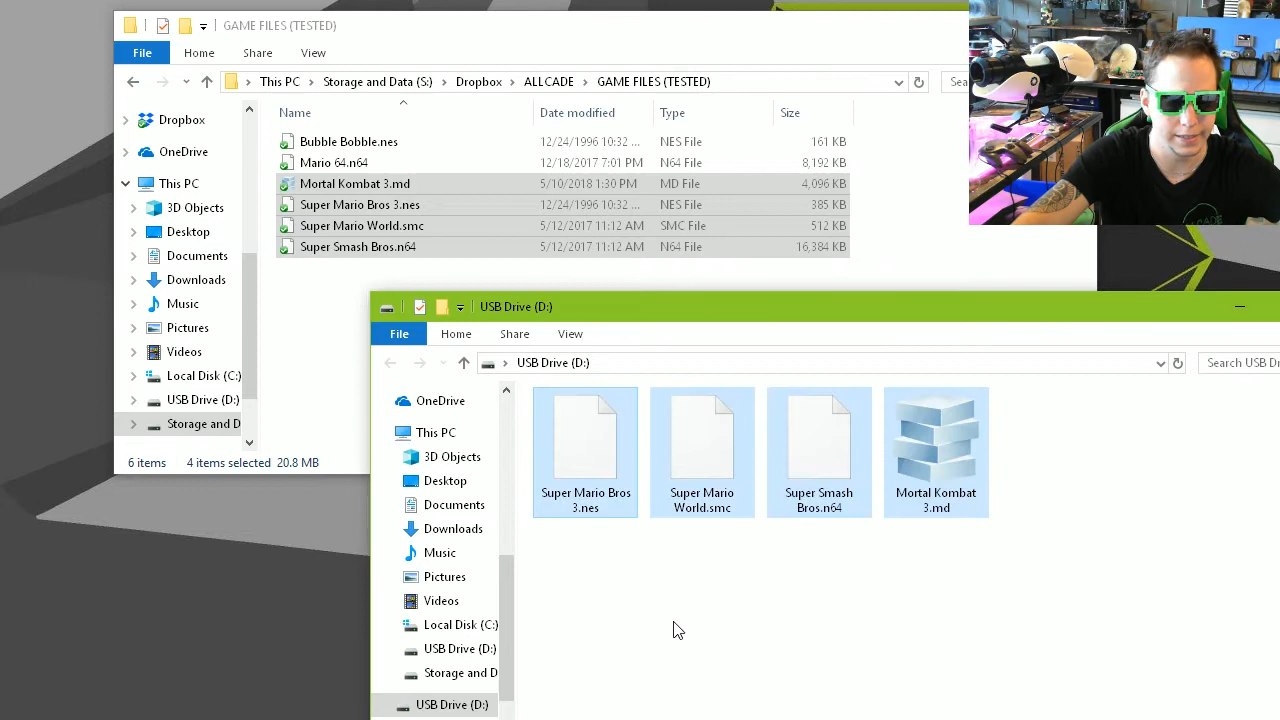 GAME FILES (TESTED)
File Home Share View
This PC Storage and Data (S:) Dropbox ALLCADE GAME FILES (TESTED) Sea
Name Date modified Type Size
Dropbox
OneDrive
This PC
3D Objects
Desktop
Documents
Downloads
Music
Pictures
Videos
Local Disk (C:)
USB Drive (D:)
Storage and D
Bubble Bobble.nes 12/24/1996 10:32 ... NES File 161 KB
Mario 64.n64 12/18/2017 7:01 PM N64 File 8,192 KB
Mortal Kombat 3.md 5/10/2018 1:30 PM MD File 4,096 KB
Super Mario Bros 3.nes 12/24/1996 10:32 ... NES File 385 KB
Super Mario World.smc 5/12/2017 11:12 AM SMC File 512 KB
Super Smash Bros.n64 5/12/2017 11:12 AM N64 File 16,384 KB
6 items 4 items selected 20.8 MB
USB Drive (D:)
File Home Share View
USB Drive (D:) Search USB Dr
OneDrive
This PC
3D Objects
Desktop
Documents
Downloads
Music
Pictures
Videos
Local Disk (C:)
USB Drive (D:)
Storage and D
USB Drive (D:)
Super Mario Bros
3.nes
Super Mario
World.smc
Super Smash
Bros.n64
Mortal Kombat
3.md